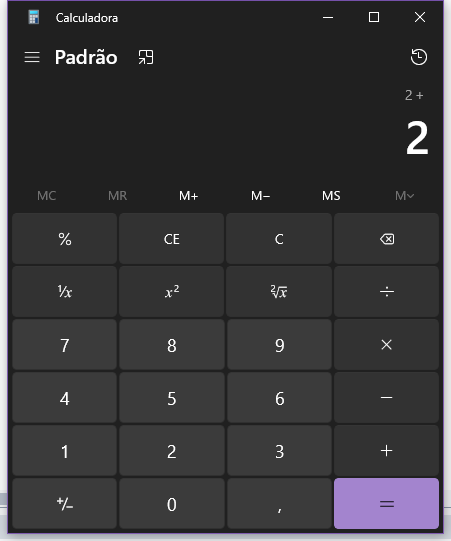 Calculadora
Padrão
2 +
2
MC MR M+ M− MS M
% CE C
¹/x x² ²√x ÷
7 8 9 ×
4 5 6 −
1 2 3 +
+/− 0 , =